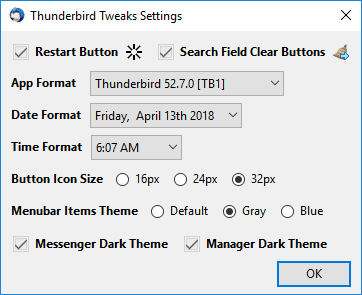 Thunderbird Tweaks Settings
Restart Button Search Field Clear Buttons
App Format Thunderbird 52.7.0 [TB1]
Date Format Friday, April 13th 2018
Time Format 6:07 AM
Button Icon Size 16px 24px 32px
Menubar Items Theme Default Gray Blue
Messenger Dark Theme Manager Dark Theme
OK